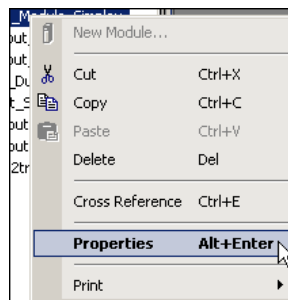 New Module...
Cut Ctrl+X
Copy Ctrl+C
Paste Ctrl+V
Delete Del
Cross Reference Ctrl+E
Properties Alt+Enter
Print